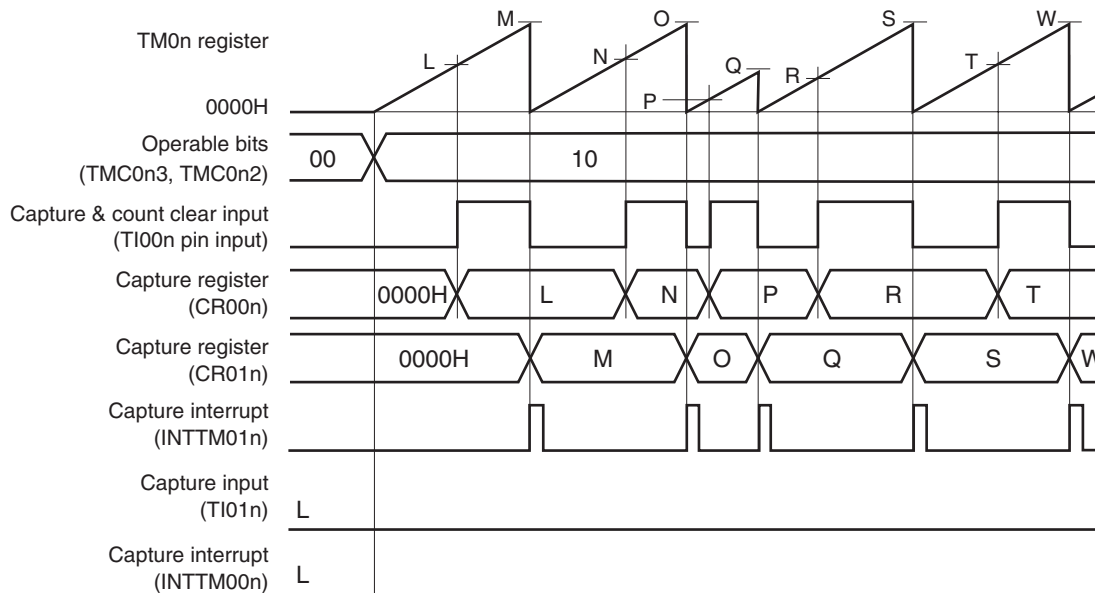 M O S W
TM0n register
L N Q R T
P
0000H
Operable bits
(TMC0n3, TMC0n2)
00 10
Capture & count clear input
(TI00n pin input)
Capture register
(CR00n)
0000H L N P R T
Capture register
(CR01n)
0000H M O Q S W
Capture interrupt
(INTTM01n)
Capture input
(TI01n)
L
Capture interrupt
(INTTM00n)
L